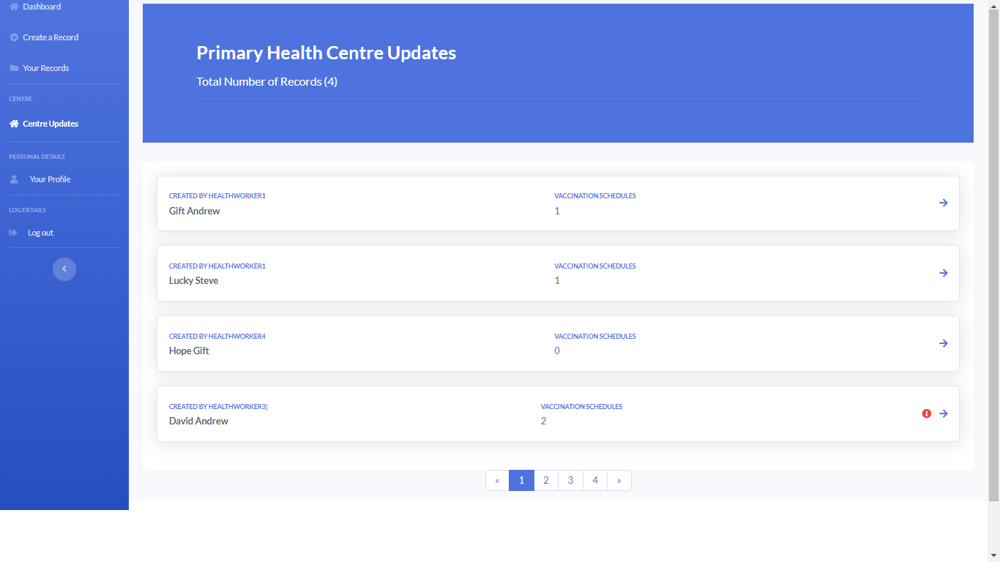 Dashboard
Create a Record
Your Records
CENTRE
Centre Updates
PERSONAL DETAILS
Your Profile
LOG DETAILS
Log out
Primary Health Centre Updates
Total Number of Records (4)
CREATED BY HEALTHWORKER1
Gift Andrew
VACCINATION SCHEDULES
1
CREATED BY HEALTHWORKER1
Lucky Steve
VACCINATION SCHEDULES
1
CREATED BY HEALTHWORKER4
Hope Gift
VACCINATION SCHEDULES
0
CREATED BY HEALTHWORKER3|
David Andrew
VACCINATION SCHEDULES
2
« 1 2 3 4 »